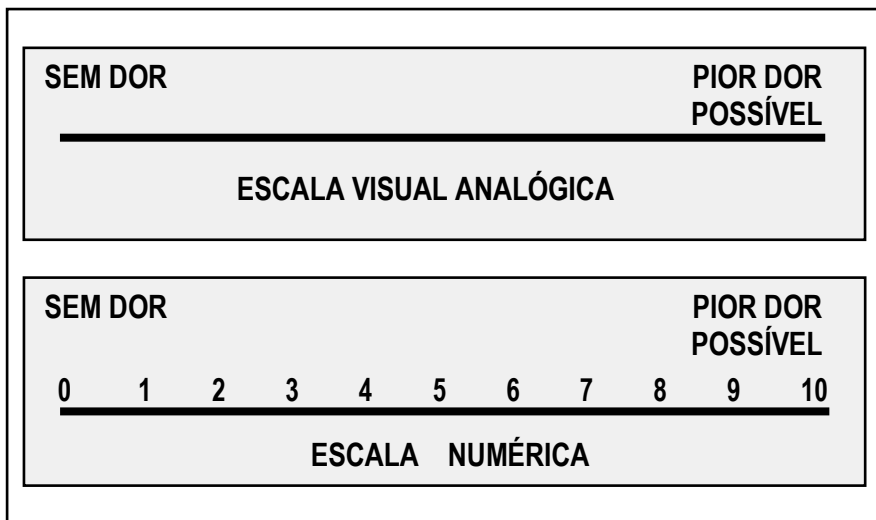 SEM DOR PIOR DOR
POSSÍVEL
ESCALA VISUAL ANALÓGICA
SEM DOR PIOR DOR
POSSÍVEL
0 1 2 3 4 5 6 7 8 9 10
ESCALA NUMÉRICA